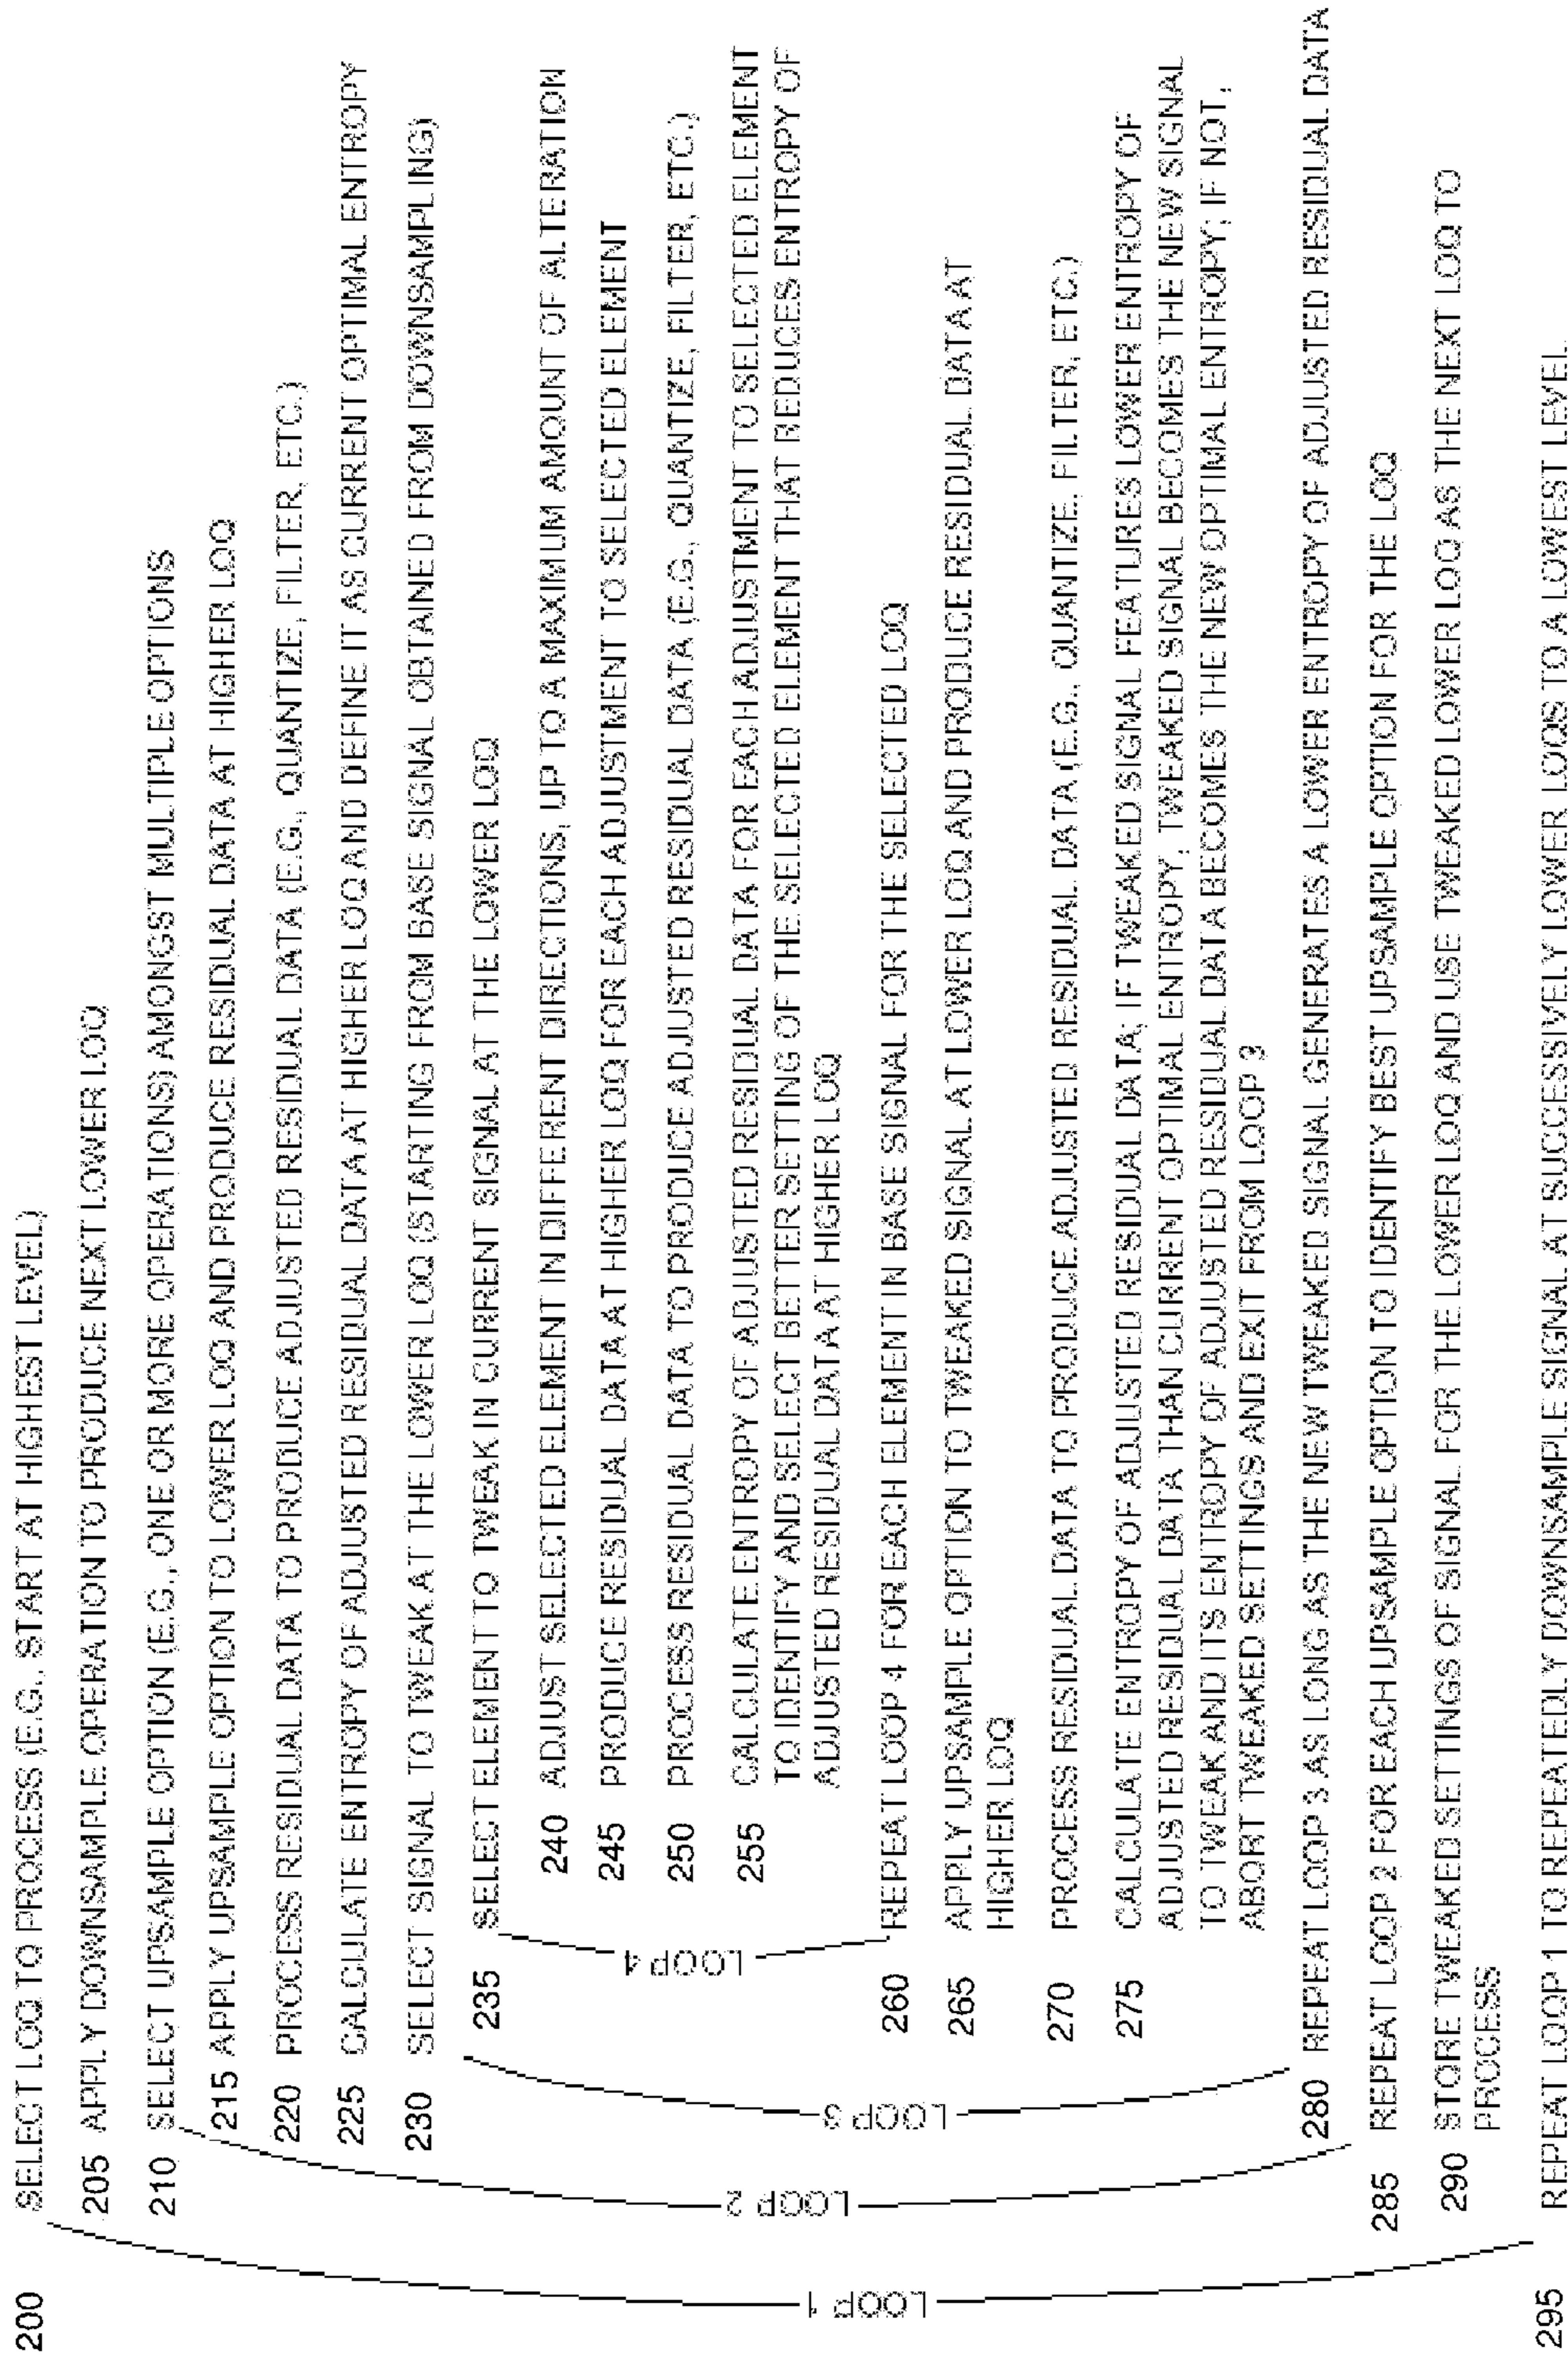 200 SELECT LOQ TO PROCESS (E.G., START AT HIGHEST LEVEL)
205 APPLY DOWNSAMPLE OPERATION TO PRODUCE NEXT LOWER LOQ
210 SELECT UPSAMPLE OPTION (E.G., ONE OR MORE OPERATIONS) AMONGST MULTIPLE OPTIONS
215 APPLY UPSAMPLE OPTION TO LOWER LOQ AND PRODUCE RESIDUAL DATA AT HIGHER LOQ
220 PROCESS RESIDUAL DATA TO PRODUCE ADJUSTED RESIDUAL DATA (E.G., QUANTIZE, FILTER, ETC.)
225 CALCULATE ENTROPY OF ADJUSTED RESIDUAL DATA AT HIGHER LOQ AND DEFINE IT AS CURRENT OPTIMAL ENTROPY
230 SELECT SIGNAL TO TWEAK AT THE LOWER LOQ (STARTING FROM BASE SIGNAL OBTAINED FROM DOWNSAMPLING)
235 SELECT ELEMENT TO TWEAK IN CURRENT SIGNAL AT THE LOWER LOQ
240 ADJUST SELECTED ELEMENT IN DIFFERENT DIRECTIONS, UP TO A MAXIMUM AMOUNT OF ALTERATION
245 PRODUCE RESIDUAL DATA AT HIGHER LOQ FOR EACH ADJUSTMENT TO SELECTED ELEMENT
250 PROCESS RESIDUAL DATA TO PRODUCE ADJUSTED RESIDUAL DATA (E.G., QUANTIZE, FILTER, ETC.)
255 CALCULATE ENTROPY OF ADJUSTED RESIDUAL DATA FOR EACH ADJUSTMENT TO SELECTED ELEMENT
TO IDENTIFY AND SELECT BETTER SETTING OF THE SELECTED ELEMENT THAT REDUCES ENTROPY OF
ADJUSTED RESIDUAL DATA AT HIGHER LOQ
LOOP 4
260 REPEAT LOOP 4 FOR EACH ELEMENT IN BASE SIGNAL FOR THE SELECTED LOQ
265 APPLY UPSAMPLE OPTION TO TWEAKED SIGNAL AT LOWER LOQ AND PRODUCE RESIDUAL DATA AT
HIGHER LOQ
270 PROCESS RESIDUAL DATA TO PRODUCE ADJUSTED RESIDUAL DATA (E.G., QUANTIZE, FILTER, ETC.)
275 CALCULATE ENTROPY OF ADJUSTED RESIDUAL DATA; IF TWEAKED SIGNAL FEATURES LOWER ENTROPY OF
ADJUSTED RESIDUAL DATA THAN CURRENT OPTIMAL ENTROPY, TWEAKED SIGNAL BECOMES THE NEW SIGNAL
TO TWEAK AND ITS ENTROPY OF ADJUSTED RESIDUAL DATA BECOMES THE NEW OPTIMAL ENTROPY; IF NOT,
ABORT TWEAKED SETTINGS AND EXIT FROM LOOP 3
LOOP 3
280 REPEAT LOOP 3 AS LONG AS THE NEW TWEAKED SIGNAL GENERATES A LOWER ENTROPY OF ADJUSTED RESIDUAL DATA
LOOP 2
285 REPEAT LOOP 2 FOR EACH UPSAMPLE OPTION TO IDENTIFY BEST UPSAMPLE OPTION FOR THE LOQ
290 STORE TWEAKED SETTINGS OF SIGNAL FOR THE LOWER LOQ AND USE TWEAKED LOWER LOQ AS THE NEXT LOQ TO
PROCESS
LOOP 1
295 REPEAT LOOP 1 TO REPEATEDLY DOWNSAMPLE SIGNAL AT SUCCESSIVELY LOWER LOQS TO A LOWEST LEVEL